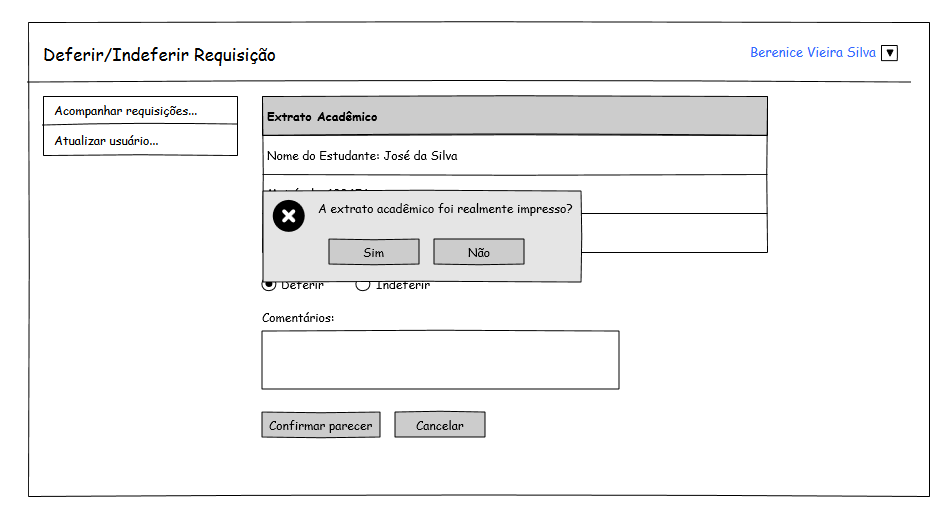 Deferir/Indeferir Requisição
Berenice Vieira Silva
Acompanhar requisições...
Atualizar usuário...
Extrato Acadêmico
Nome do Estudante: José da Silva
A extrato acadêmico foi realmente impresso?
Sim Não
Deferir Indeferir
Comentários:
Confirmar parecer Cancelar